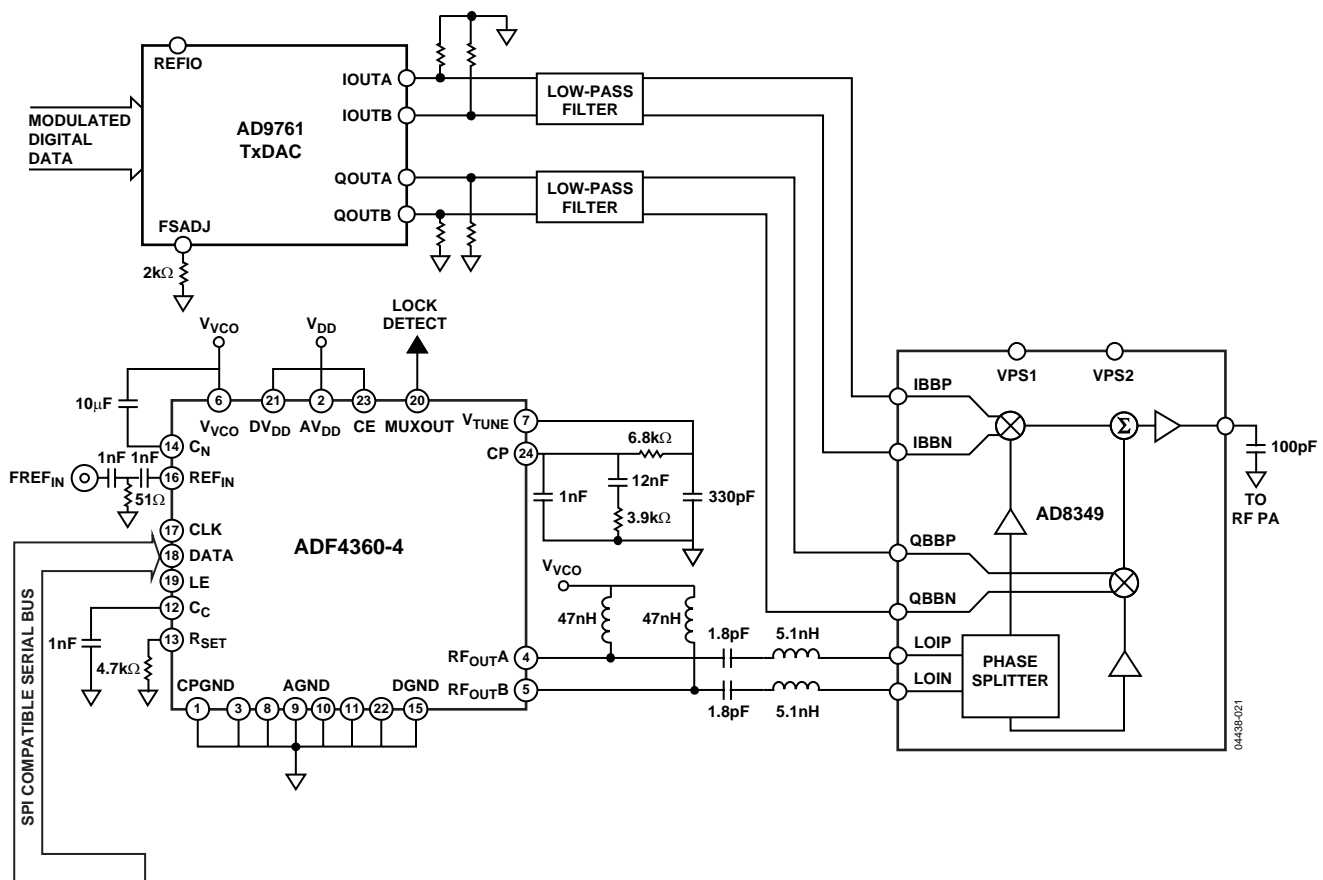 REFIO
IOUTA
IOUTB
QOUTA
QOUTB
FSADJ
AD9761
TxDAC
MODULATED
DIGITAL
DATA
LOW-PASS
FILTER
LOW-PASS
FILTER
2kΩ
LOCK
DETECT
VVCO
VDD
10μF
6
21
2
23
20
VVCO
DVDD
AVDD
CE
MUXOUT
VTUNE
7
CP
24
14
CN
1nF
1nF
FREFIN
16
REFIN
51Ω
17
CLK
18
DATA
19
LE
12
CC
13
RSET
1nF
4.7kΩ
ADF4360-4
6.8kΩ
12nF
1nF
330pF
3.9kΩ
VVCO
47nH
47nH
1.8pF
5.1nH
RFOUTA
4
RFOUTB
5
1.8pF
5.1nH
CPGND
AGND
DGND
1
3
8
9
10
11
22
15
SPI COMPATIBLE SERIAL BUS
VPS1
VPS2
IBBP
IBBN
Σ
100pF
TO
RF PA
AD8349
QBBP
QBBN
LOIP
LOIN
PHASE
SPLITTER
04438-021